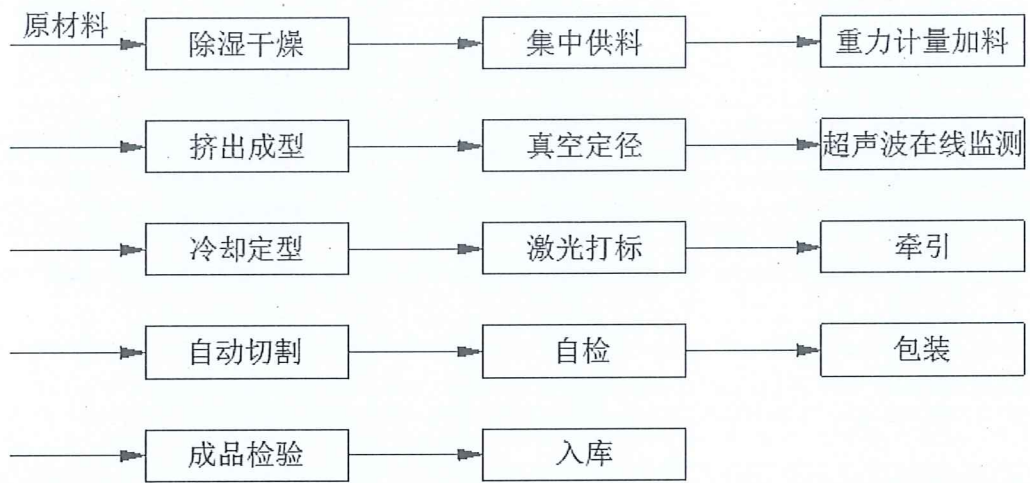 原材料
除湿干燥
集中供料
重力计量加料
挤出成型
真空定径
超声波在线监测
冷却定型
激光打标
牵引
自动切割
自检
包装
成品检验
入库